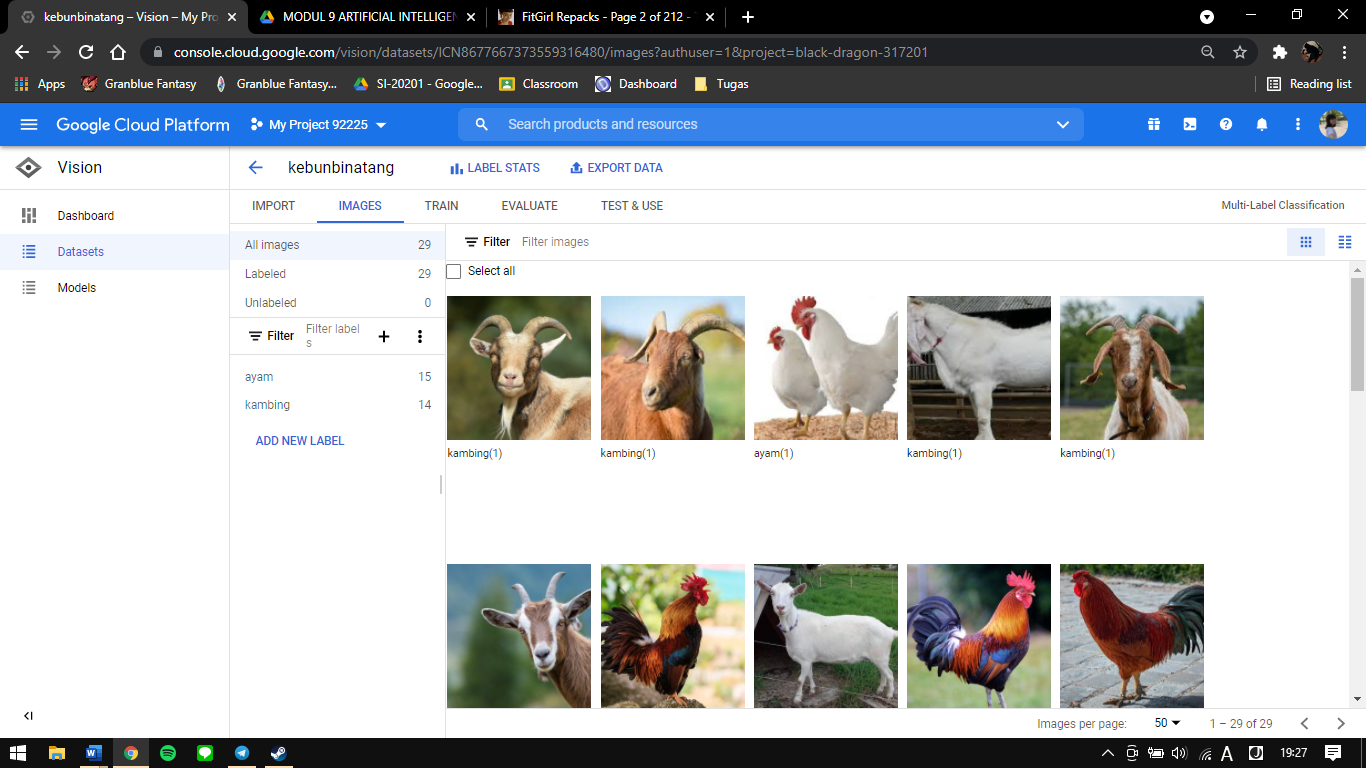 kebunbinatang – Vision – My Pro
MODUL 9 ARTIFICIAL INTELLIGEN
FitGirl Repacks - Page 2 of 212 -
console.cloud.google.com/vision/datasets/ICN8677667373559316480/images?authuser=1&project=black-dragon-317201
Apps
Granblue Fantasy
Granblue Fantasy...
SI-20201 - Google...
Classroom
Dashboard
Tugas
Reading list
Google Cloud Platform
My Project 92225
Search products and resources
Vision
kebunbinatang
LABEL STATS
EXPORT DATA
Dashboard
Datasets
Models
IMPORT
IMAGES
TRAIN
EVALUATE
TEST & USE
Multi-Label Classification
All images 29
Labeled 29
Unlabeled 0
Filter
Filter label
s
ayam 15
kambing 14
ADD NEW LABEL
Filter
Filter images
Select all
kambing(1)
kambing(1)
ayam(1)
kambing(1)
kambing(1)
Images per page:
50
1 – 29 of 29
A
19:27